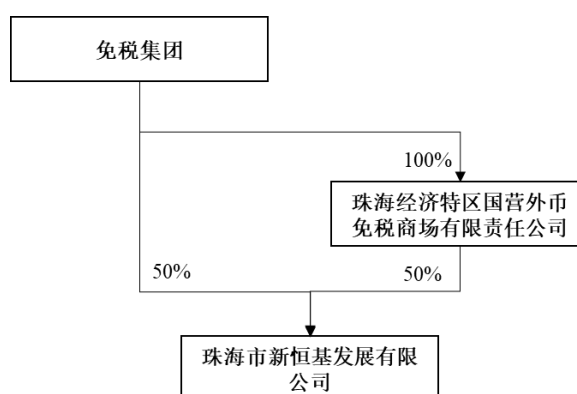 免税集团
100%
珠海经济特区国营外币
免税商场有限责任公司
50%
50%
珠海市新恒基发展有限
公司